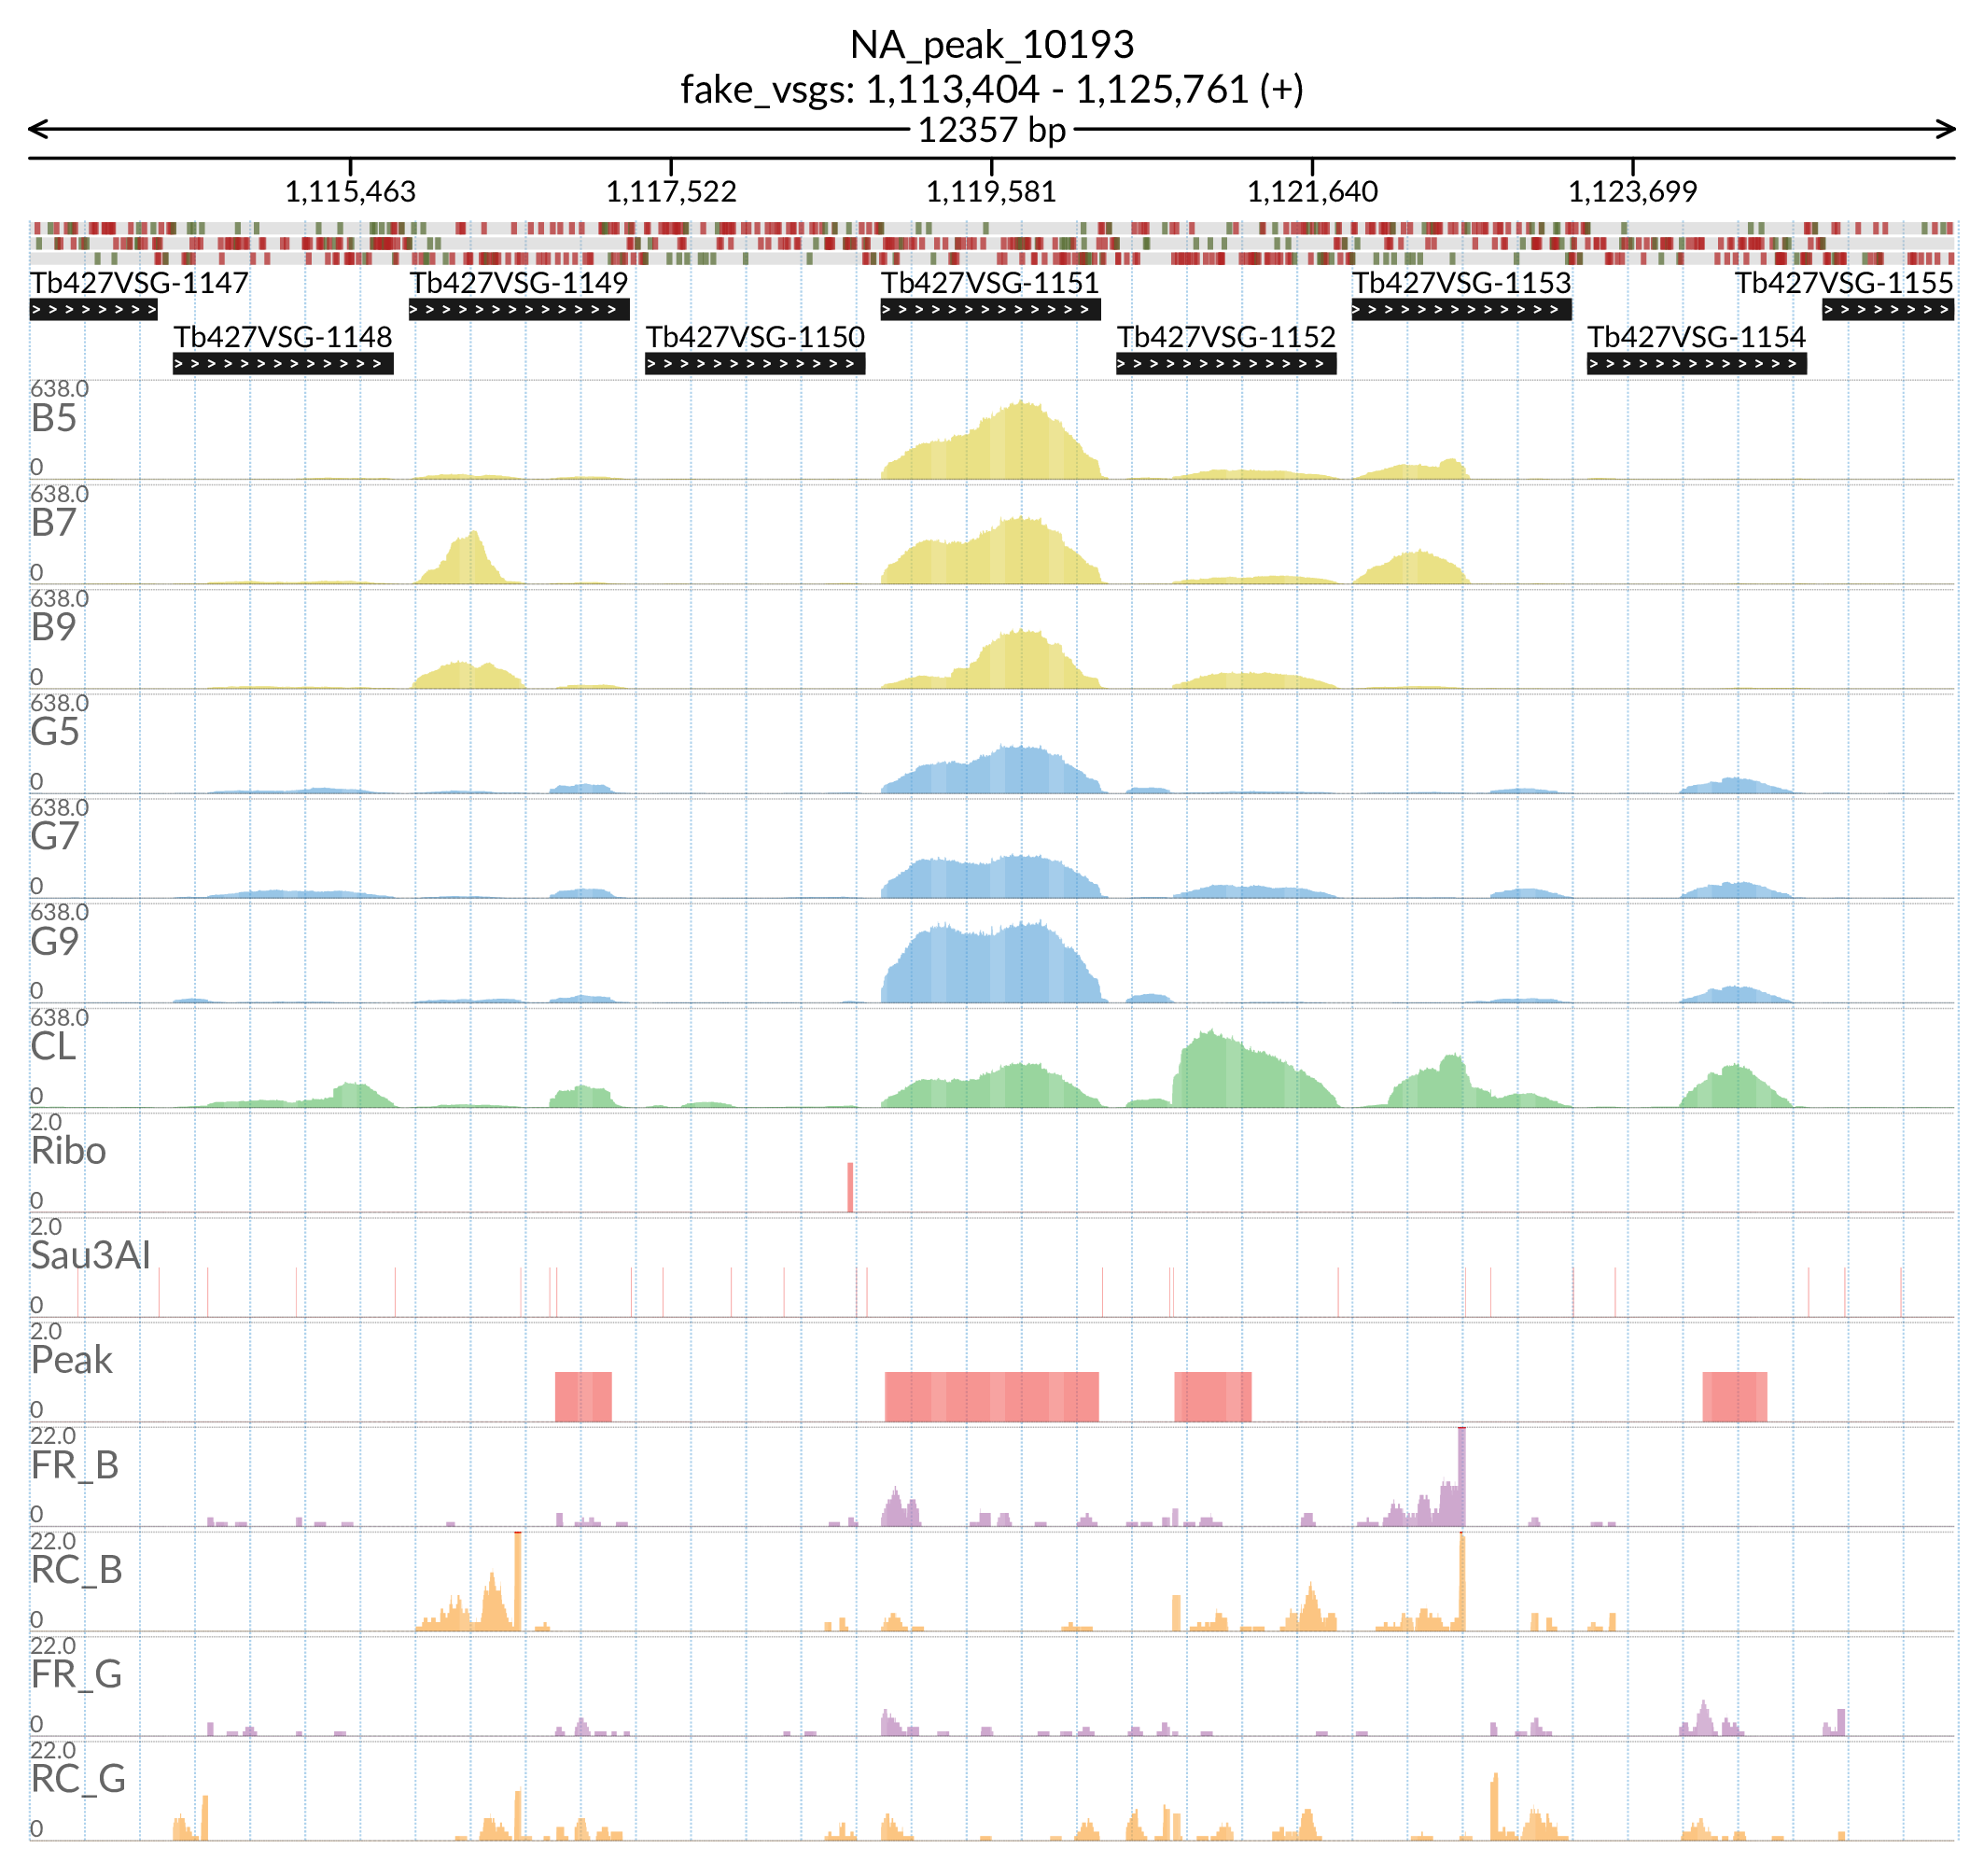 NA_peak_10193
fake_vsgs: 1,113,404 - 1,125,761 (+)
12357 bp
1,115,463 1,117,522 1,119,581 1,121,640 1,123,699
Tb427VSG-1147 Tb427VSG-1149 Tb427VSG-1151 Tb427VSG-1153 Tb427VSG-1155
Tb427VSG-1148 Tb427VSG-1150 Tb427VSG-1152 Tb427VSG-1154
638.0
B5
0
638.0
B7
0
638.0
B9
0
638.0
G5
0
638.0
G7
0
638.0
G9
0
638.0
CL
0
2.0
Ribo
0
2.0
Sau3AI
0
2.0
Peak
0
22.0
FR_B
0
22.0
RC_B
0
22.0
FR_G
0
22.0
RC_G
0